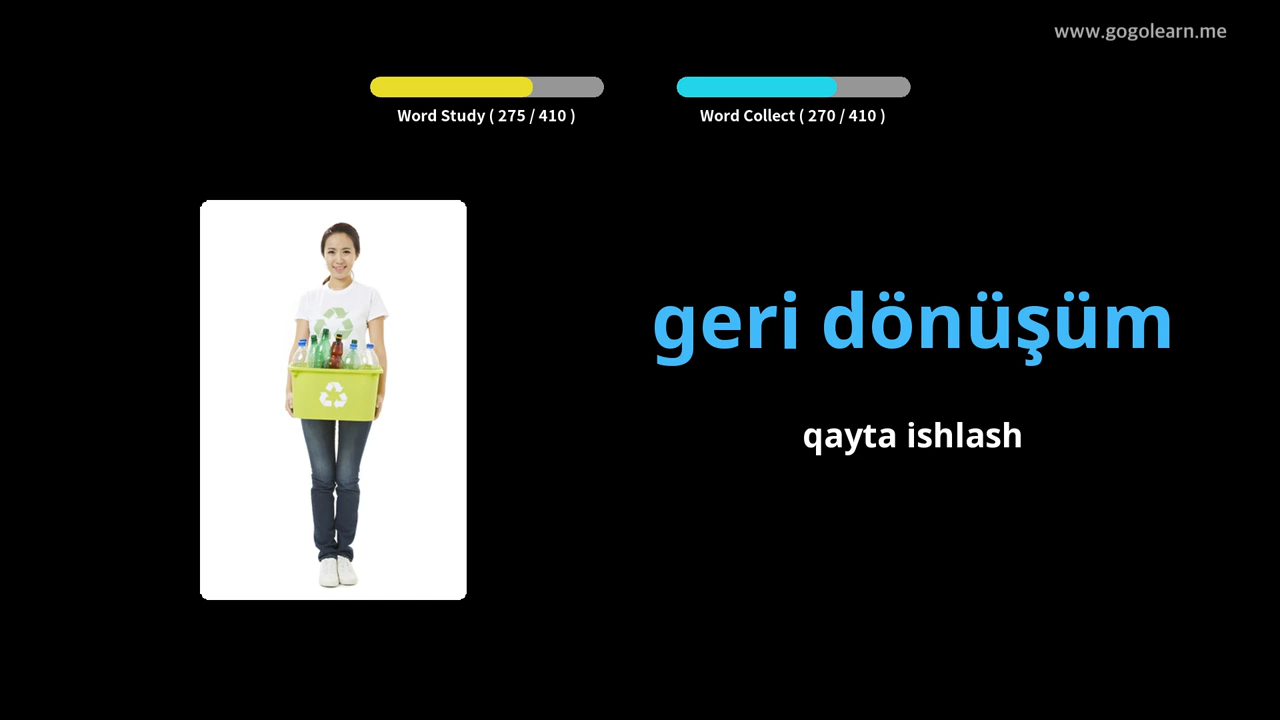 www.gogolearn.me
Word Study ( 275 / 410 )
Word Collect ( 270 / 410 )
geri dönüşüm
qayta ishlash